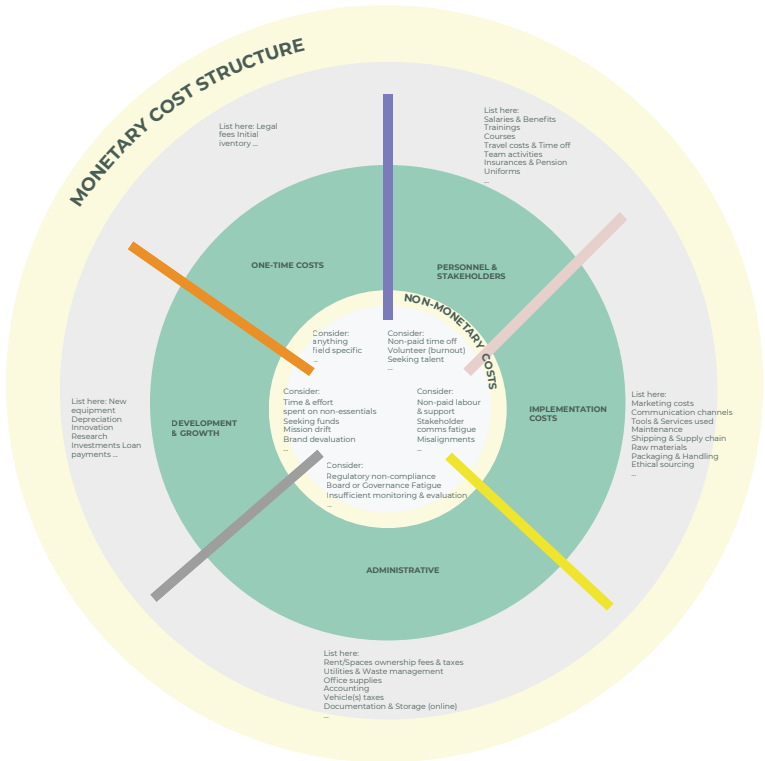 MONETARY COST STRUCTURE
List here: Legal
fees Initial
iventory ...
List here:
Salaries & Benefits
Trainings
Courses
Travel costs & Time off
Team activities
Insurances & Pension
Uniforms
...
ONE-TIME COSTS
PERSONNEL &
STAKEHOLDERS
NON-MONETARY COSTS
Consider:
anything
field specific
...
Consider:
Non-paid time off
Volunteer (burnout)
Seeking talent
...
List here: New
equipment
Depreciation
Innovation
Research
Investments Loan
payments ...
DEVELOPMENT
& GROWTH
Consider:
Time & effort
spent on non-essentials
Seeking funds
Mission drift
Brand devaluation
...
Consider:
Non-paid labour
& support
Stakeholder
comms fatigue
Misalignments
...
IMPLEMENTATION
COSTS
List here:
Marketing costs
Communication channels
Tools & Services used
Maintenance
Shipping & Supply chain
Raw materials
Packaging & Handling
Ethical sourcing
...
Consider:
Regulatory non-compliance
Board or Governance Fatigue
Insufficient monitoring & evaluation
...
ADMINISTRATIVE
List here:
Rent/Spaces ownership fees & taxes
Utilities & Waste management
Office supplies
Accounting
Vehicle(s) taxes
Documentation & Storage (online)
...